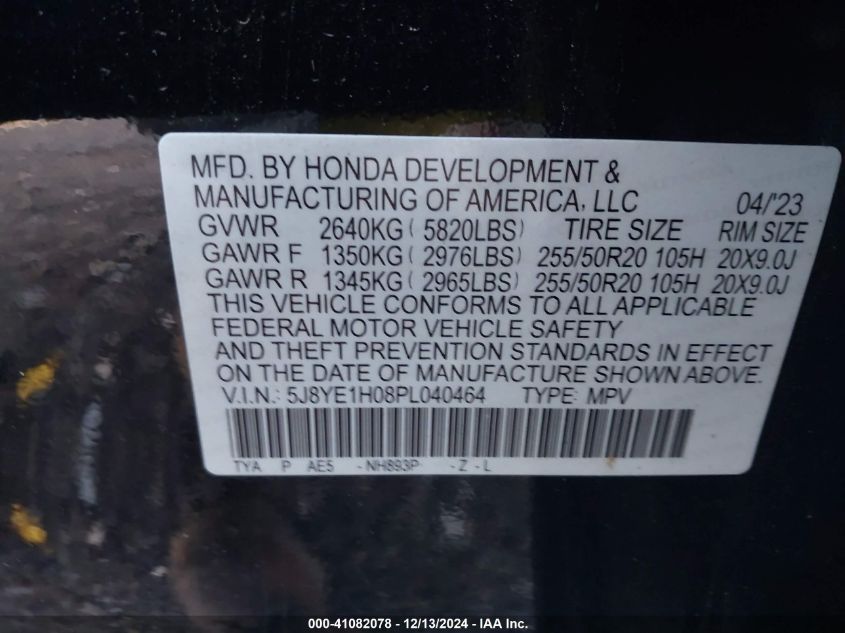 MFD. BY HONDA DEVELOPMENT &
MANUFACTURING OF AMERICA, LLC 04/'23
GVWR 2640KG( 5820LBS) TIRE SIZE RIM SIZE
GAWR F 1350KG( 2976LBS) 255/50R20 105H 20X9.0J
GAWR R 1345KG( 2965LBS) 255/50R20 105H 20X9.0J
THIS VEHICLE CONFORMS TO ALL APPLICABLE
FEDERAL MOTOR VEHICLE SAFETY
AND THEFT PREVENTION STANDARDS IN EFFECT
ON THE DATE OF MANUFACTURE SHOWN ABOVE.
V.I.N.: 5J8YE1H08PL040464 TYPE: MPV
TYA P AE5 -NH893P -Z-L
000-41082078 - 12/13/2024 - IAA Inc.